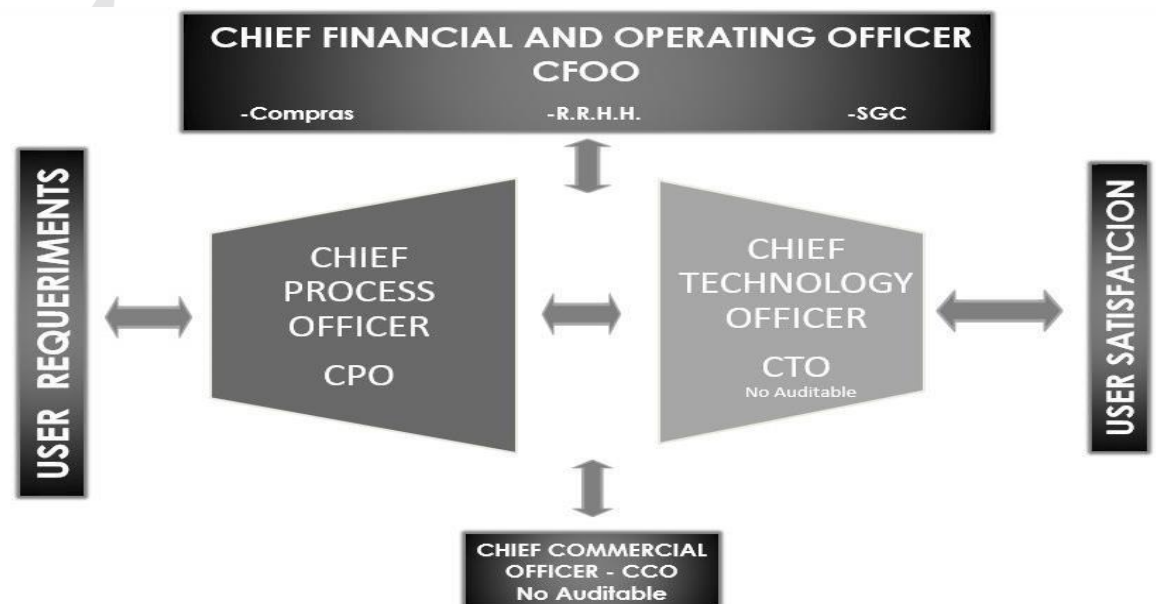 CHIEF FINANCIAL AND OPERATING OFFICER
CFOO
-Compras -R.R.H.H. -SGC
USER REQUERIMENTS
CHIEF
PROCESS
OFFICER
CPO
CHIEF
TECHNOLOGY
OFFICER
CTO
No Auditable
USER SATISFATCION
CHIEF COMMERCIAL
OFFICER - CCO
No Auditable